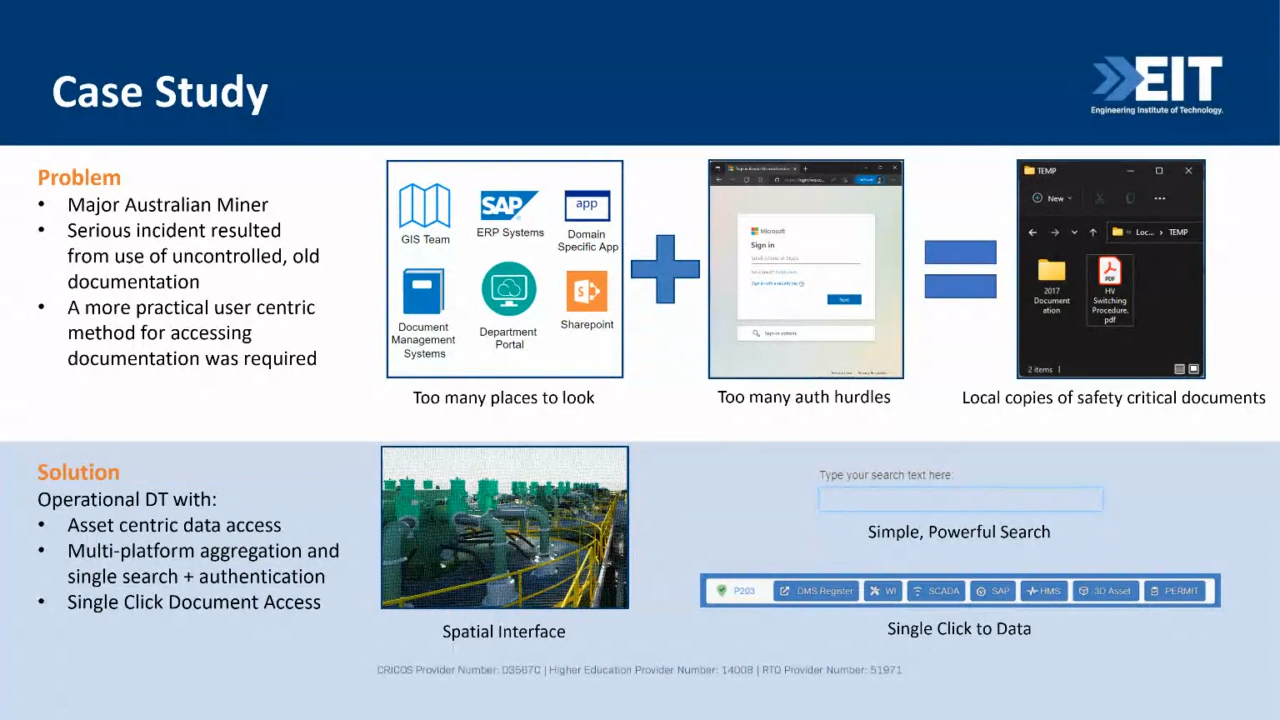 Case Study
EIT
Engineering Institute of Technology.
Problem
• Major Australian Miner
• Serious incident resulted
from use of uncontrolled, old
documentation
• A more practical user centric
method for accessing
documentation was required
GIS Team
SAP
ERP Systems
app
Domain
Specific App
Document
Management
Systems
Department
Portal
S
Sharepoint
Too many places to look
Microsoft
Sign in
Next
Sign-in options
Too many auth hurdles
TEMP
New
Loc... › TEMP
2017
Document
ation
PDF
HV
Switching
Procedure.
pdf
2 items
Local copies of safety critical documents
Solution
Operational DT with:
• Asset centric data access
• Multi-platform aggregation and
single search + authentication
• Single Click Document Access
Spatial Interface
Type your search text here:
Simple, Powerful Search
P203
DMS Register
WI
SCADA
SAP
HMS
3D Asset
PERMIT
Single Click to Data
CRICOS Provider Number: 03567C | Higher Education Provider Number: 14008 | RTO Provider Number: 51971